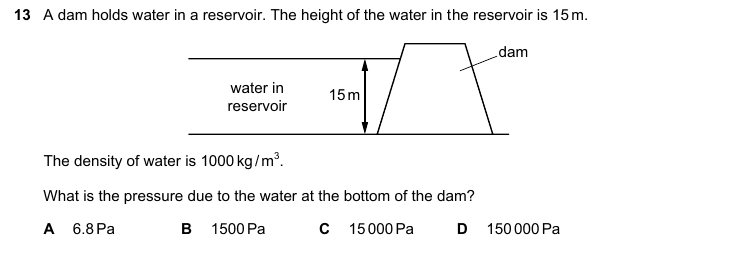 13 A dam holds water in a reservoir. The height of the water in the reservoir is 15 m.
dam
water in
reservoir
15 m
The density of water is 1000 kg / m³.
What is the pressure due to the water at the bottom of the dam?
A 6.8 Pa B 1500 Pa C 15 000 Pa D 150 000 Pa